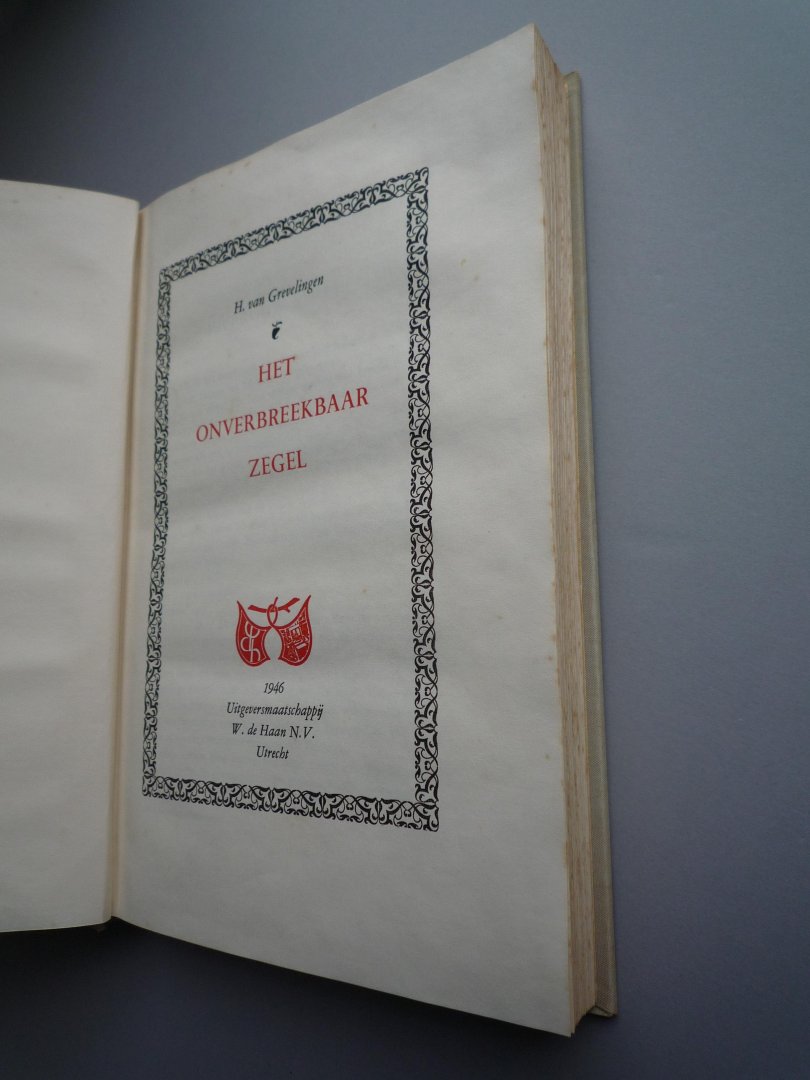 H. van Grevelingen
HET
ONVERBREEKBAAR
ZEGEL
1946
Uitgeversmaatschappij
W. de Haan N.V.
Utrecht